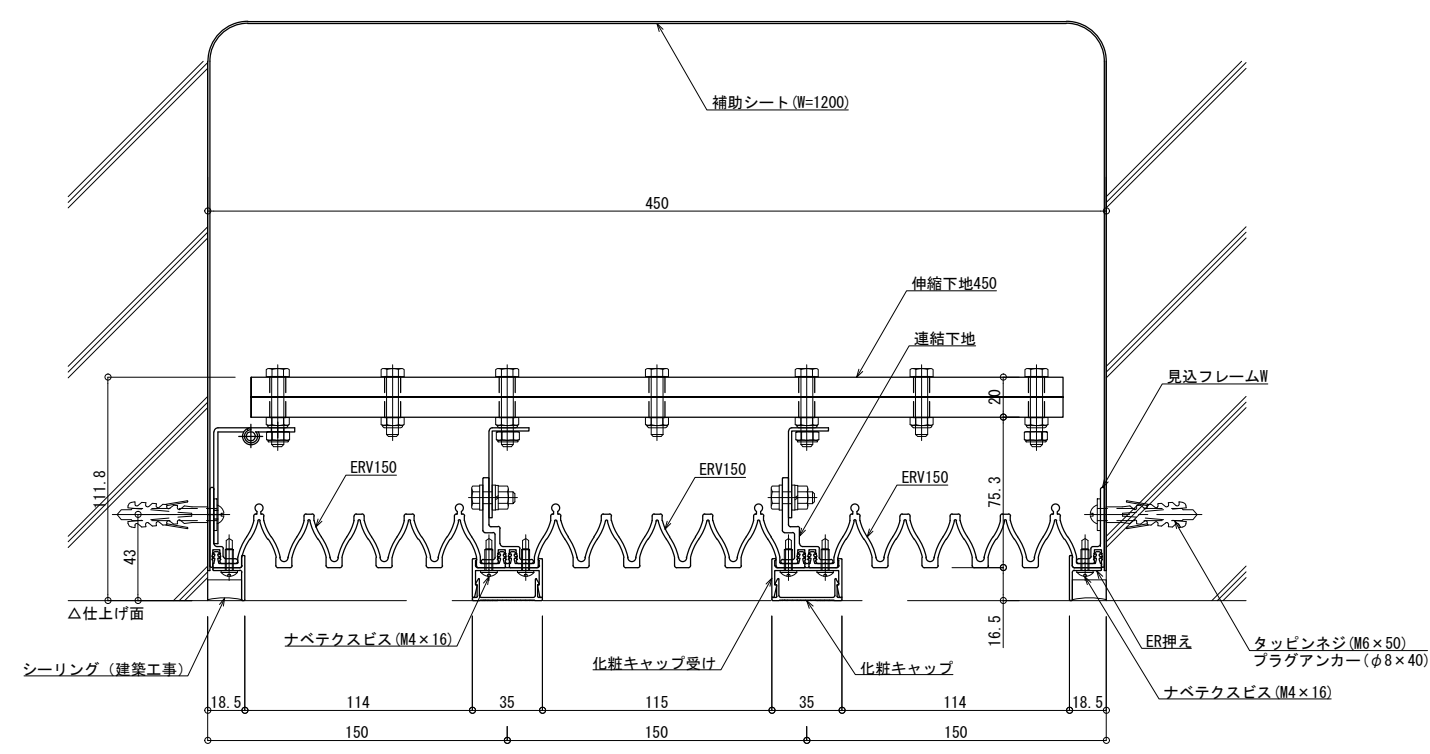 補助シート(W=1200)
450
伸縮下地450
連結下地
見込フレームW
20
111.8
ERV150
ERV150
ERV150
75.3
43
△仕上げ面
16.5
ナベテクスビス(M4×16)
化粧キャップ受け
化粧キャップ
ER押え
タッピンネジ(M6×50)
プラグアンカー(φ8×40)
シーリング（建築工事）
ナベテクスビス(M4×16)
18.5
114
35
115
35
114
18.5
150
150
150